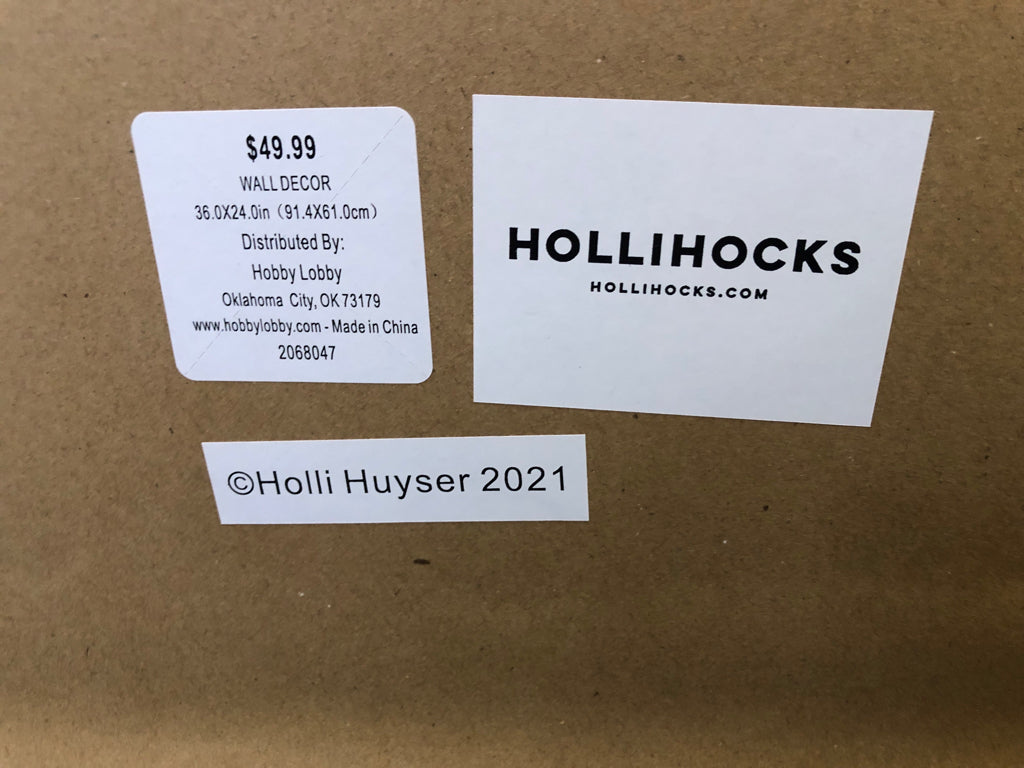 $49.99
WALL DECOR
36.0X24.0in（91.4X61.0cm）
Distributed By:
Hobby Lobby
Oklahoma City, OK 73179
www.hobbylobby.com - Made in China
2068047
HOLLIHOCKS
HOLLIHOCKS.COM
©Holli Huyser 2021